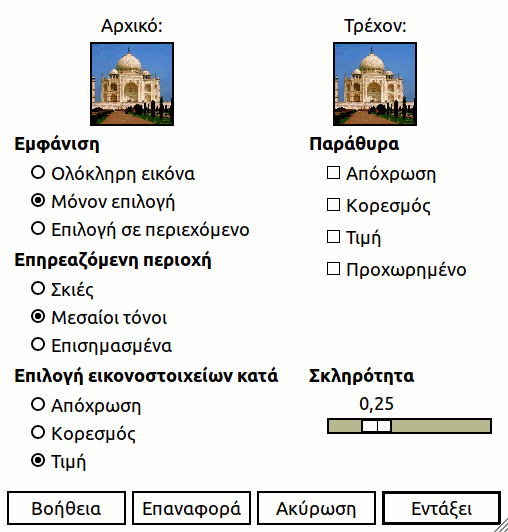 Αρχικό:
Τρέχον:
Εμφάνιση
Ολόκληρη εικόνα
Μόνον επιλογή
Επιλογή σε περιεχόμενο
Παράθυρα
Απόχρωση
Κορεσμός
Τιμή
Προχωρημένο
Επηρεαζόμενη περιοχή
Σκιές
Μεσαίοι τόνοι
Επισημασμένα
Επιλογή εικονοστοιχείων κατά
Απόχρωση
Κορεσμός
Τιμή
Σκληρότητα
0,25
Βοήθεια
Επαναφορά
Ακύρωση
Εντάξει